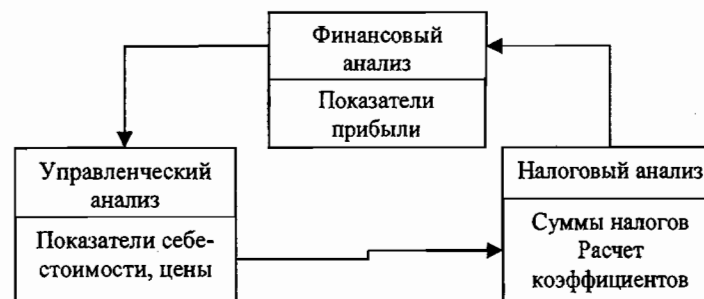 Финансовый
анализ
Показатели
прибыли
Управленческий
анализ
Показатели себе-
стоимости, цены
Налоговый анализ
Суммы налогов
Расчет
коэффициентов